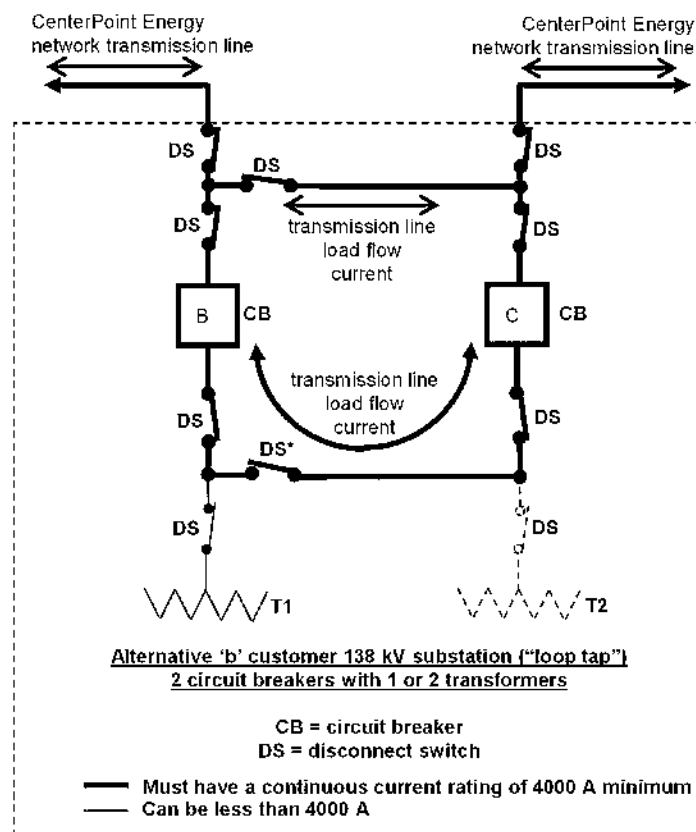 CenterPoint Energy
network transmission line
CenterPoint Energy
network transmission line
DS
DS
DS
DS
transmission line
load flow
current
DS
B
CB
C
CB
transmission line
load flow
current
DS
DS
DS*
DS
DS
T1
T2
Alternative 'b' customer 138 kV substation ("loop tap")
2 circuit breakers with 1 or 2 transformers
CB = circuit breaker
DS = disconnect switch
Must have a continuous current rating of 4000 A minimum
Can be less than 4000 A